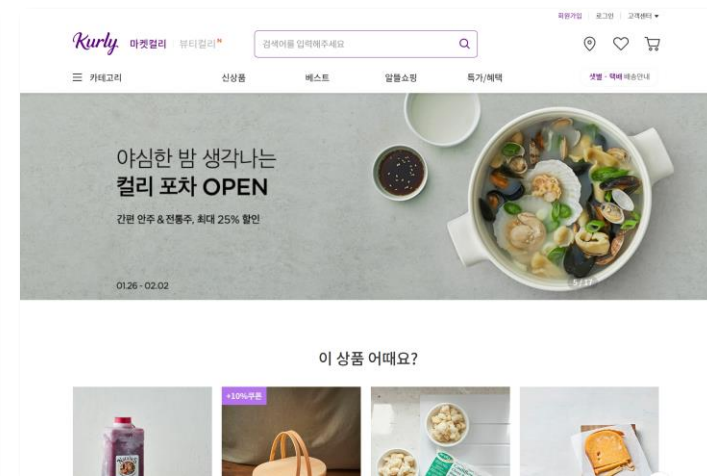 회원가입 로그인 고객센터
Kurly. 마켓컬리 뷰티컬리 N
검색어를 입력해주세요
카테고리 신상품 베스트 알뜰쇼핑 특가/혜택 샛별·택배 배송안내
야심한 밤 생각나는
컬리 포차 OPEN
간편 안주 & 전통주, 최대 25% 할인
01.26 - 02.02
이 상품 어때요?
+10%쿠폰